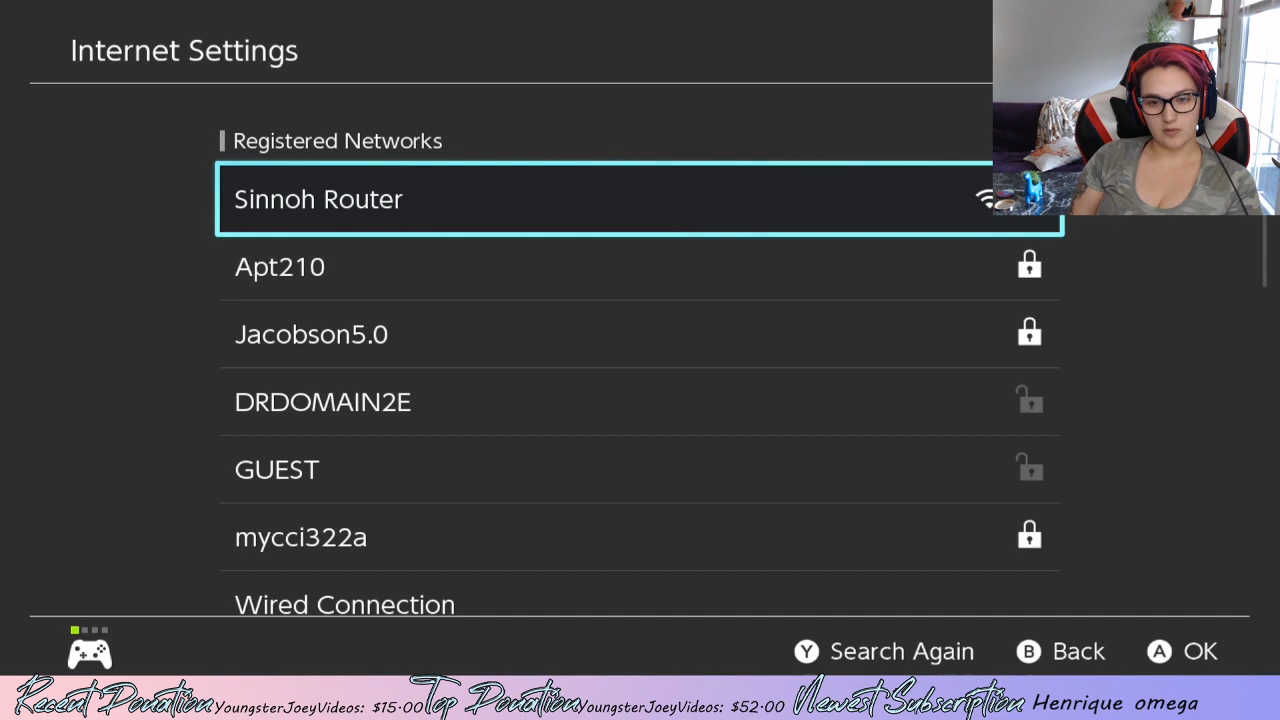 Internet Settings
Registered Networks
Sinnoh Router
Apt210
Jacobson5.0
DRDOMAIN2E
GUEST
mycci322a
Wired Connection
Y Search Again B Back A OK
Recent Donation YoungsterJoeyVideos: $15.00 Top Donation YoungsterJoeyVideos: $52.00 Newest Subscription Henrique omega